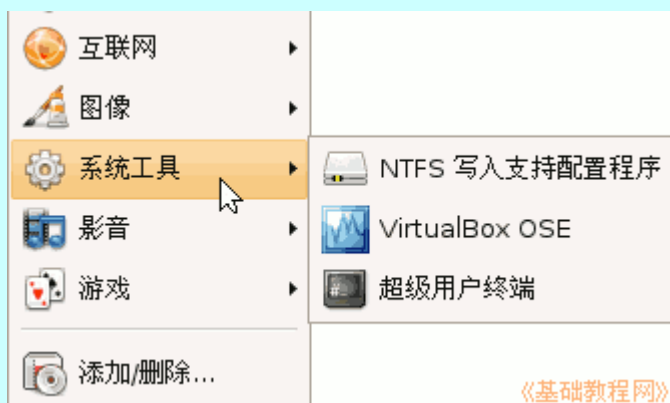 互联网
图像
系统工具
影音
游戏
添加/删除...
NTFS 写入支持配置程序
VirtualBox OSE
超级用户终端
《基础教程网》